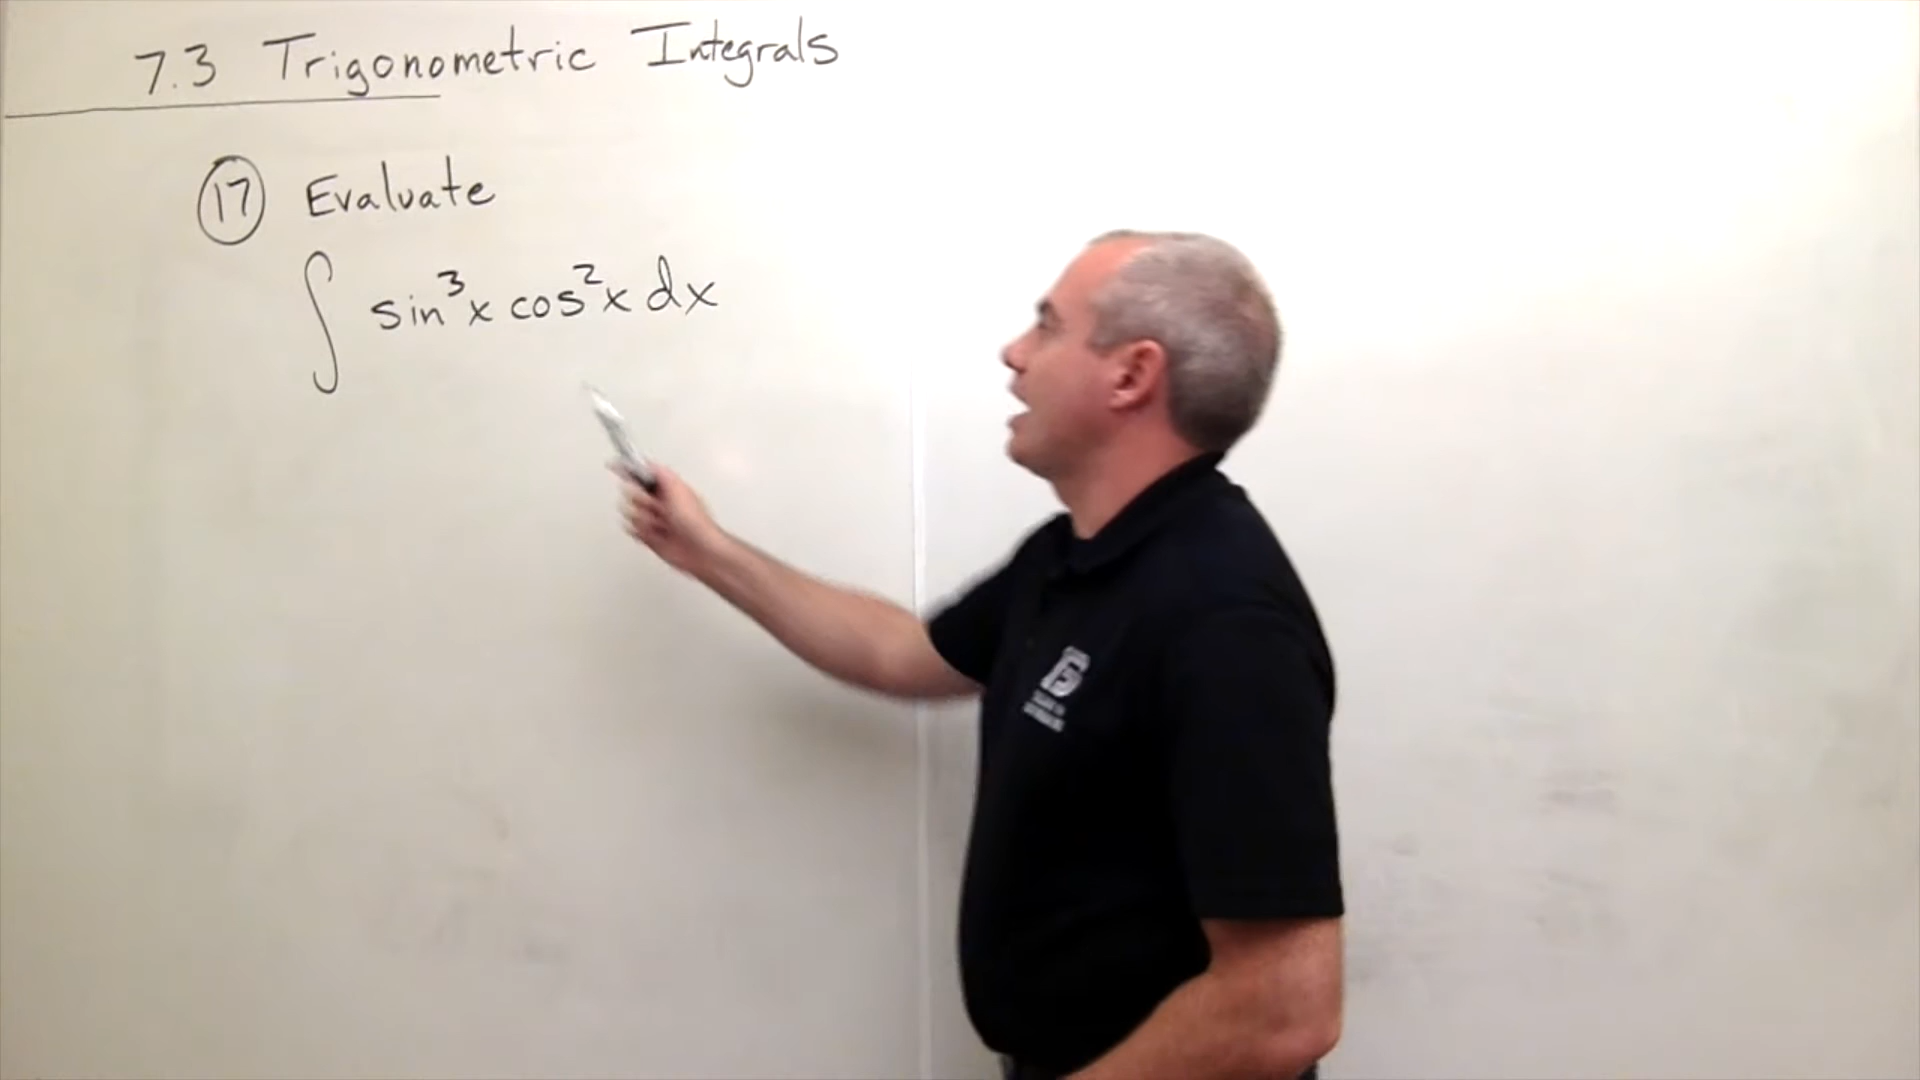 7.3 Trigonometric Integrals
17 Evaluate
∫ sin³x cos²x dx